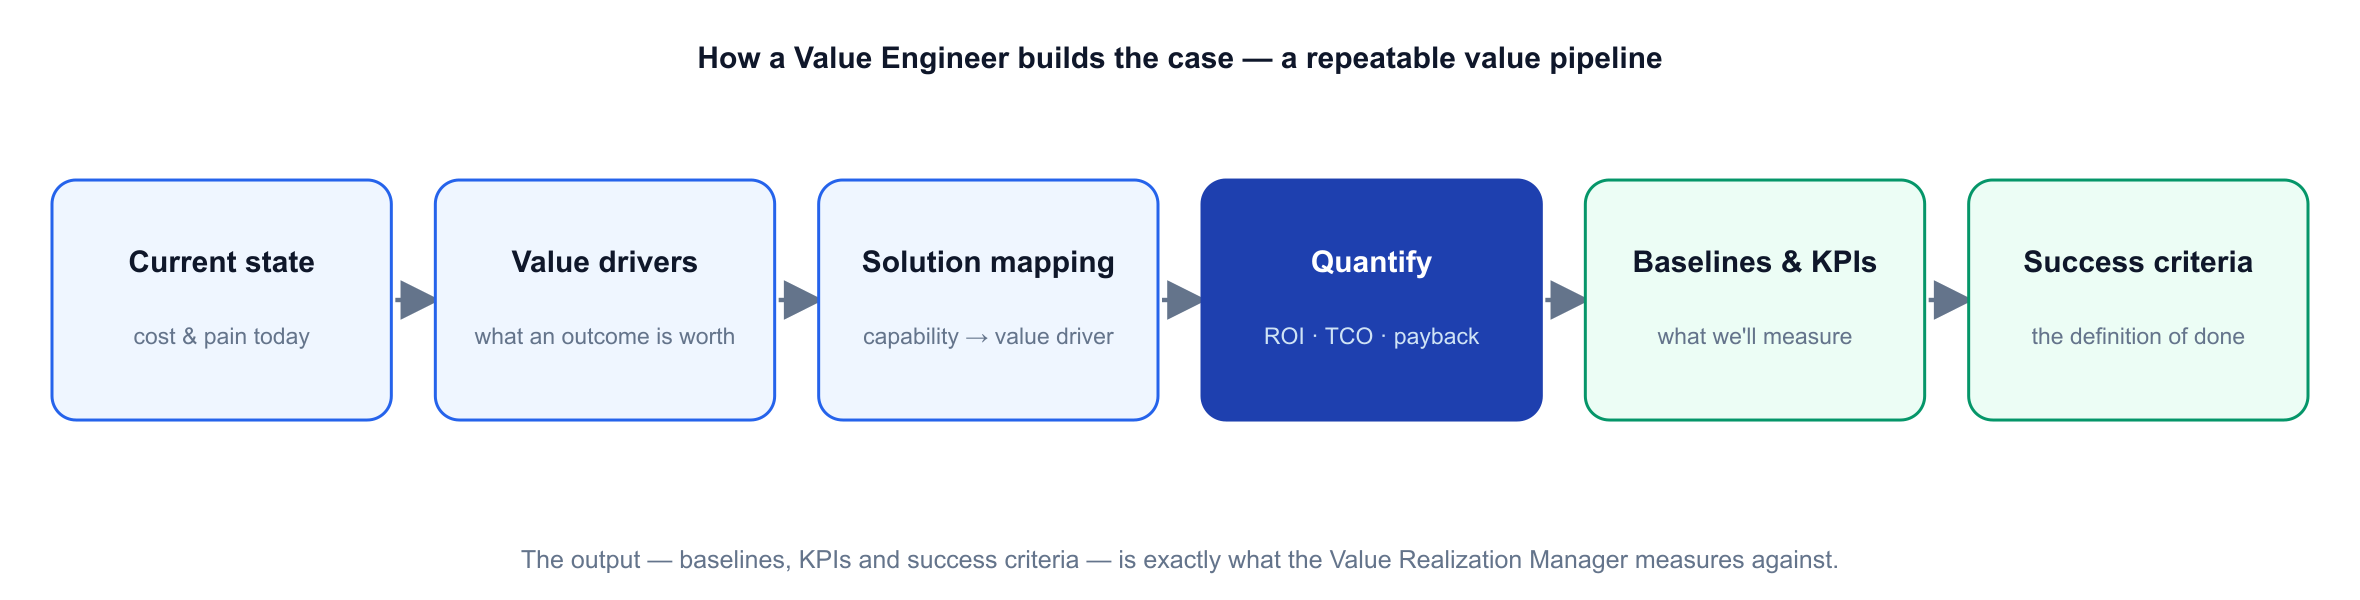 How a Value Engineer builds the case — a repeatable value pipeline
Current state
cost & pain today
Value drivers
what an outcome is worth
Solution mapping
capability → value driver
Quantify
ROI · TCO · payback
Baselines & KPIs
what we'll measure
Success criteria
the definition of done
The output — baselines, KPIs and success criteria — is exactly what the Value Realization Manager measures against.